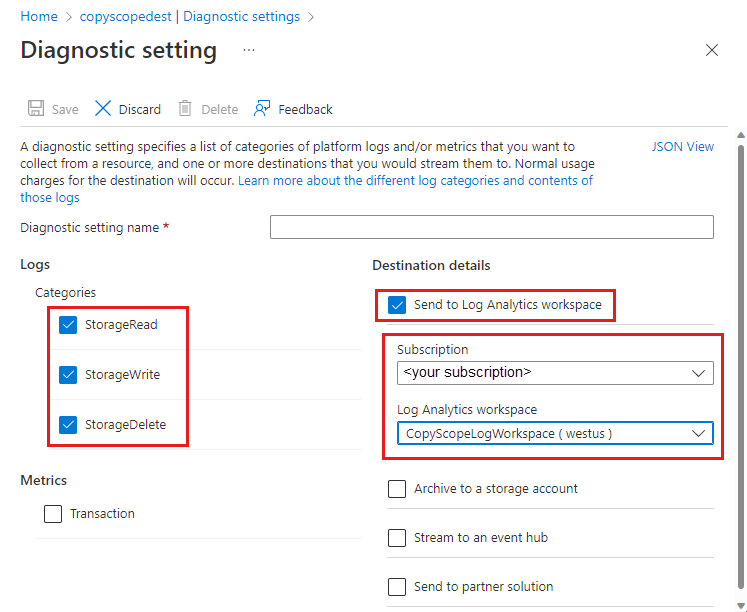 Home > copyscopedest | Diagnostic settings >
Diagnostic setting ...
Save Discard Delete Feedback
A diagnostic setting specifies a list of categories of platform logs and/or metrics that you want to
collect from a resource, and one or more destinations that you would stream them to. Normal usage
charges for the destination will occur. Learn more about the different log categories and contents of
those logs
JSON View
Diagnostic setting name *
Logs
Categories
StorageRead
StorageWrite
StorageDelete
Metrics
Transaction
Destination details
Send to Log Analytics workspace
Subscription
<your subscription>
Log Analytics workspace
CopyScopeLogWorkspace ( westus )
Archive to a storage account
Stream to an event hub
Send to partner solution